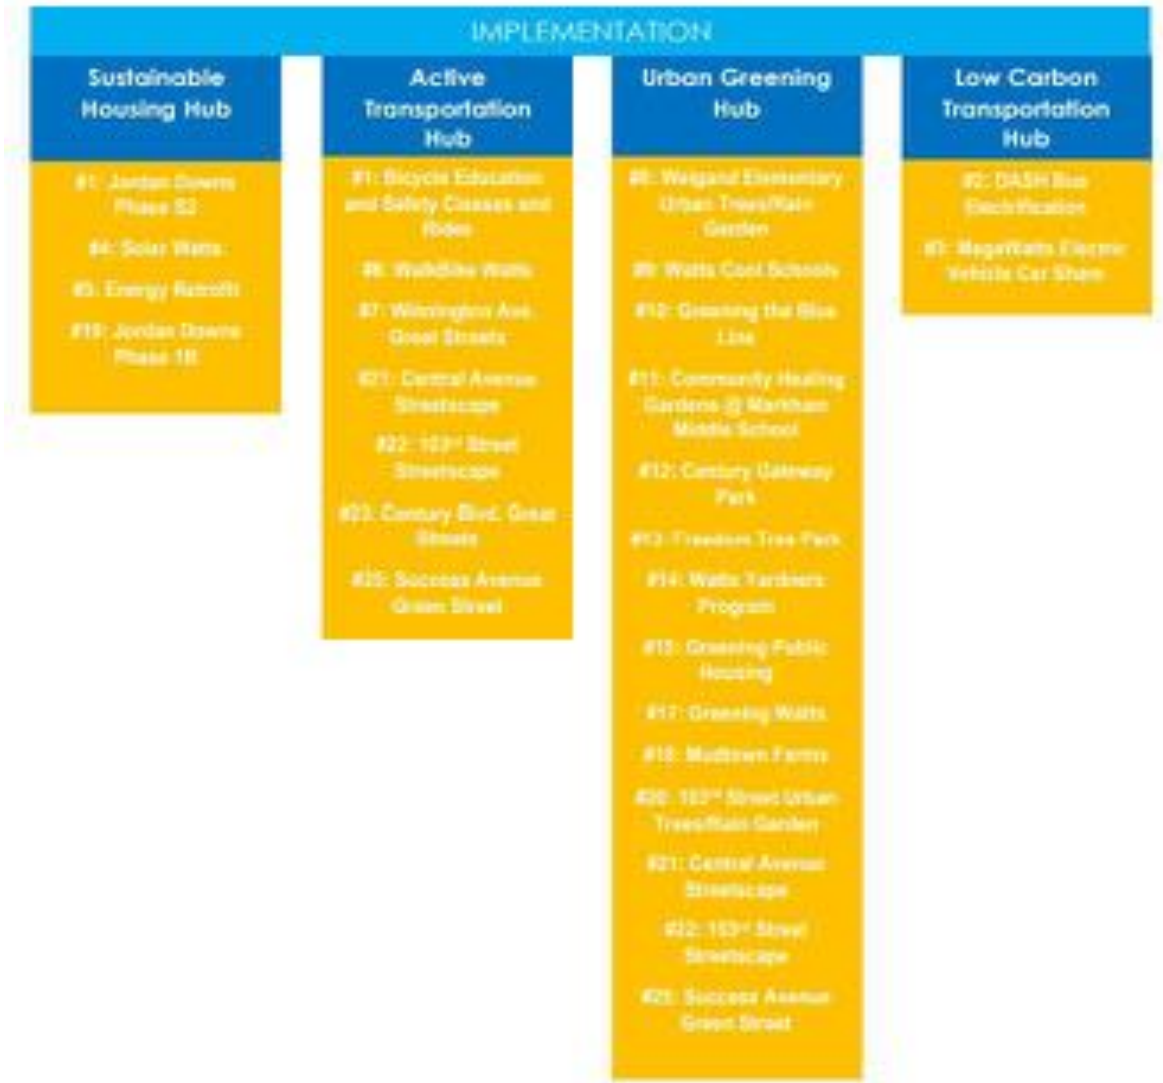 IMPLEMENTATION
Sustainable
Housing Hub
#1: Jordan Downs
Phase S2
#4: Solar Watts
#5: Energy Retrofit
#19: Jordan Downs
Phase 1B
Active
Transportation
Hub
#1: Bicycle Education
and Safety Classes and
Rides
#6: Walk/Bike Watts
#7: Wilmington Ave.
Great Streets
#21: Central Avenue
Streetscape
#22: 103rd Street
Streetscape
#23: Century Blvd. Great
Streets
#25: Success Avenue
Green Street
Urban Greening
Hub
#8: Weigand Elementary
Urban Trees/Rain
Garden
#9: Watts Cool Schools
#10: Greening the Blue
Line
#11: Community Healing
Gardens @ Markham
Middle School
#12: Century Gateway
Park
#13: Freedom Tree Park
#14: Watts Yardners
Program
#15: Greening Public
Housing
#17: Greening Watts
#18: Mudtown Farms
#20: 103rd Street Urban
Trees/Rain Garden
#21: Central Avenue
Streetscape
#22: 103rd Street
Streetscape
#25: Success Avenue
Green Street
Low Carbon
Transportation
Hub
#2: DASH Bus
Electrification
MegaWatts Electric
Vehicle Car Share